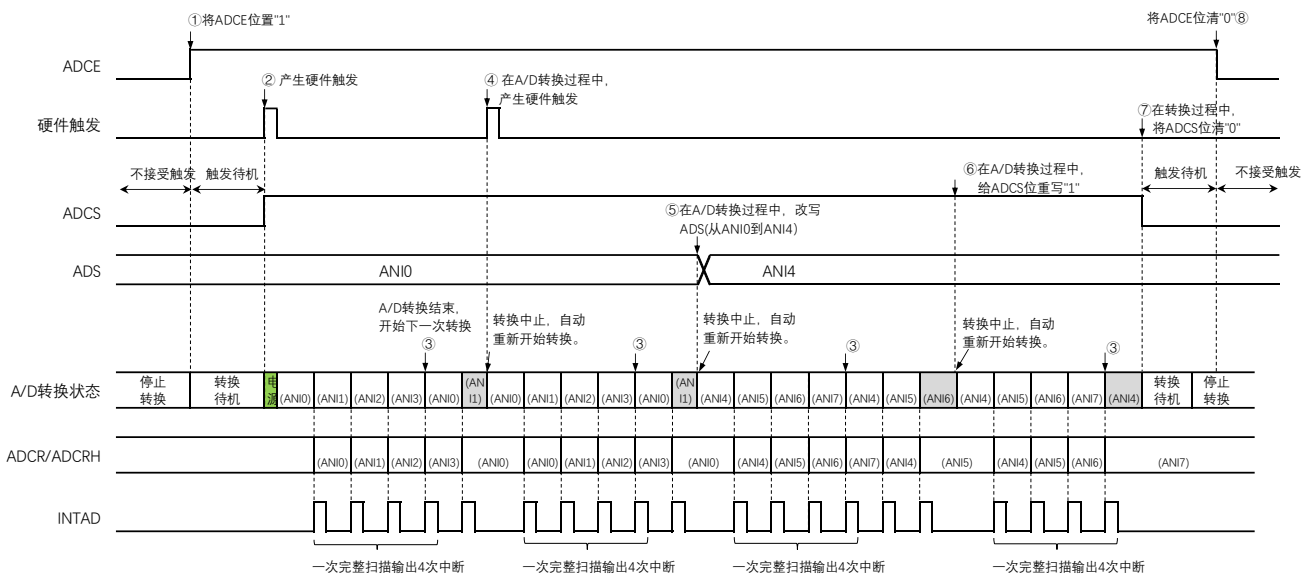 ①将ADCE位置"1"
将ADCE位清"0"⑧
ADCE
② 产生硬件触发
④ 在A/D转换过程中,
产生硬件触发
硬件触发
⑦在转换过程中,
将ADCS位清"0"
不接受触发
触发待机
⑥在A/D转换过程中,
给ADCS位重写"1"
触发待机
不接受触发
ADCS
⑤在A/D转换过程中, 改写
ADS(从ANI0到ANI4)
ADS
ANI0
ANI4
A/D转换结束,
开始下一次转换
③
转换中止, 自动
重新开始转换。
③
转换中止, 自动
重新开始转换。
③
转换中止, 自动
重新开始转换。
③
A/D转换状态
停止
转换
转换
待机
电
源
(ANI0) (ANI1) (ANI2) (ANI3) (ANI0)
(AN
I1)
(ANI0) (ANI1) (ANI2) (ANI3) (ANI0)
(AN
I1)
(ANI4) (ANI5) (ANI6) (ANI7) (ANI4) (ANI5) (ANI6) (ANI4) (ANI5) (ANI6) (ANI7) (ANI4)
转换
待机
停止
转换
ADCR/ADCRH
(ANI0) (ANI1) (ANI2) (ANI3) (ANI0) (ANI0) (ANI1) (ANI2) (ANI3) (ANI0) (ANI4) (ANI5) (ANI6) (ANI7) (ANI4) (ANI5) (ANI4) (ANI5) (ANI6) (ANI7)
INTAD
一次完整扫描输出4次中断
一次完整扫描输出4次中断
一次完整扫描输出4次中断
一次完整扫描输出4次中断